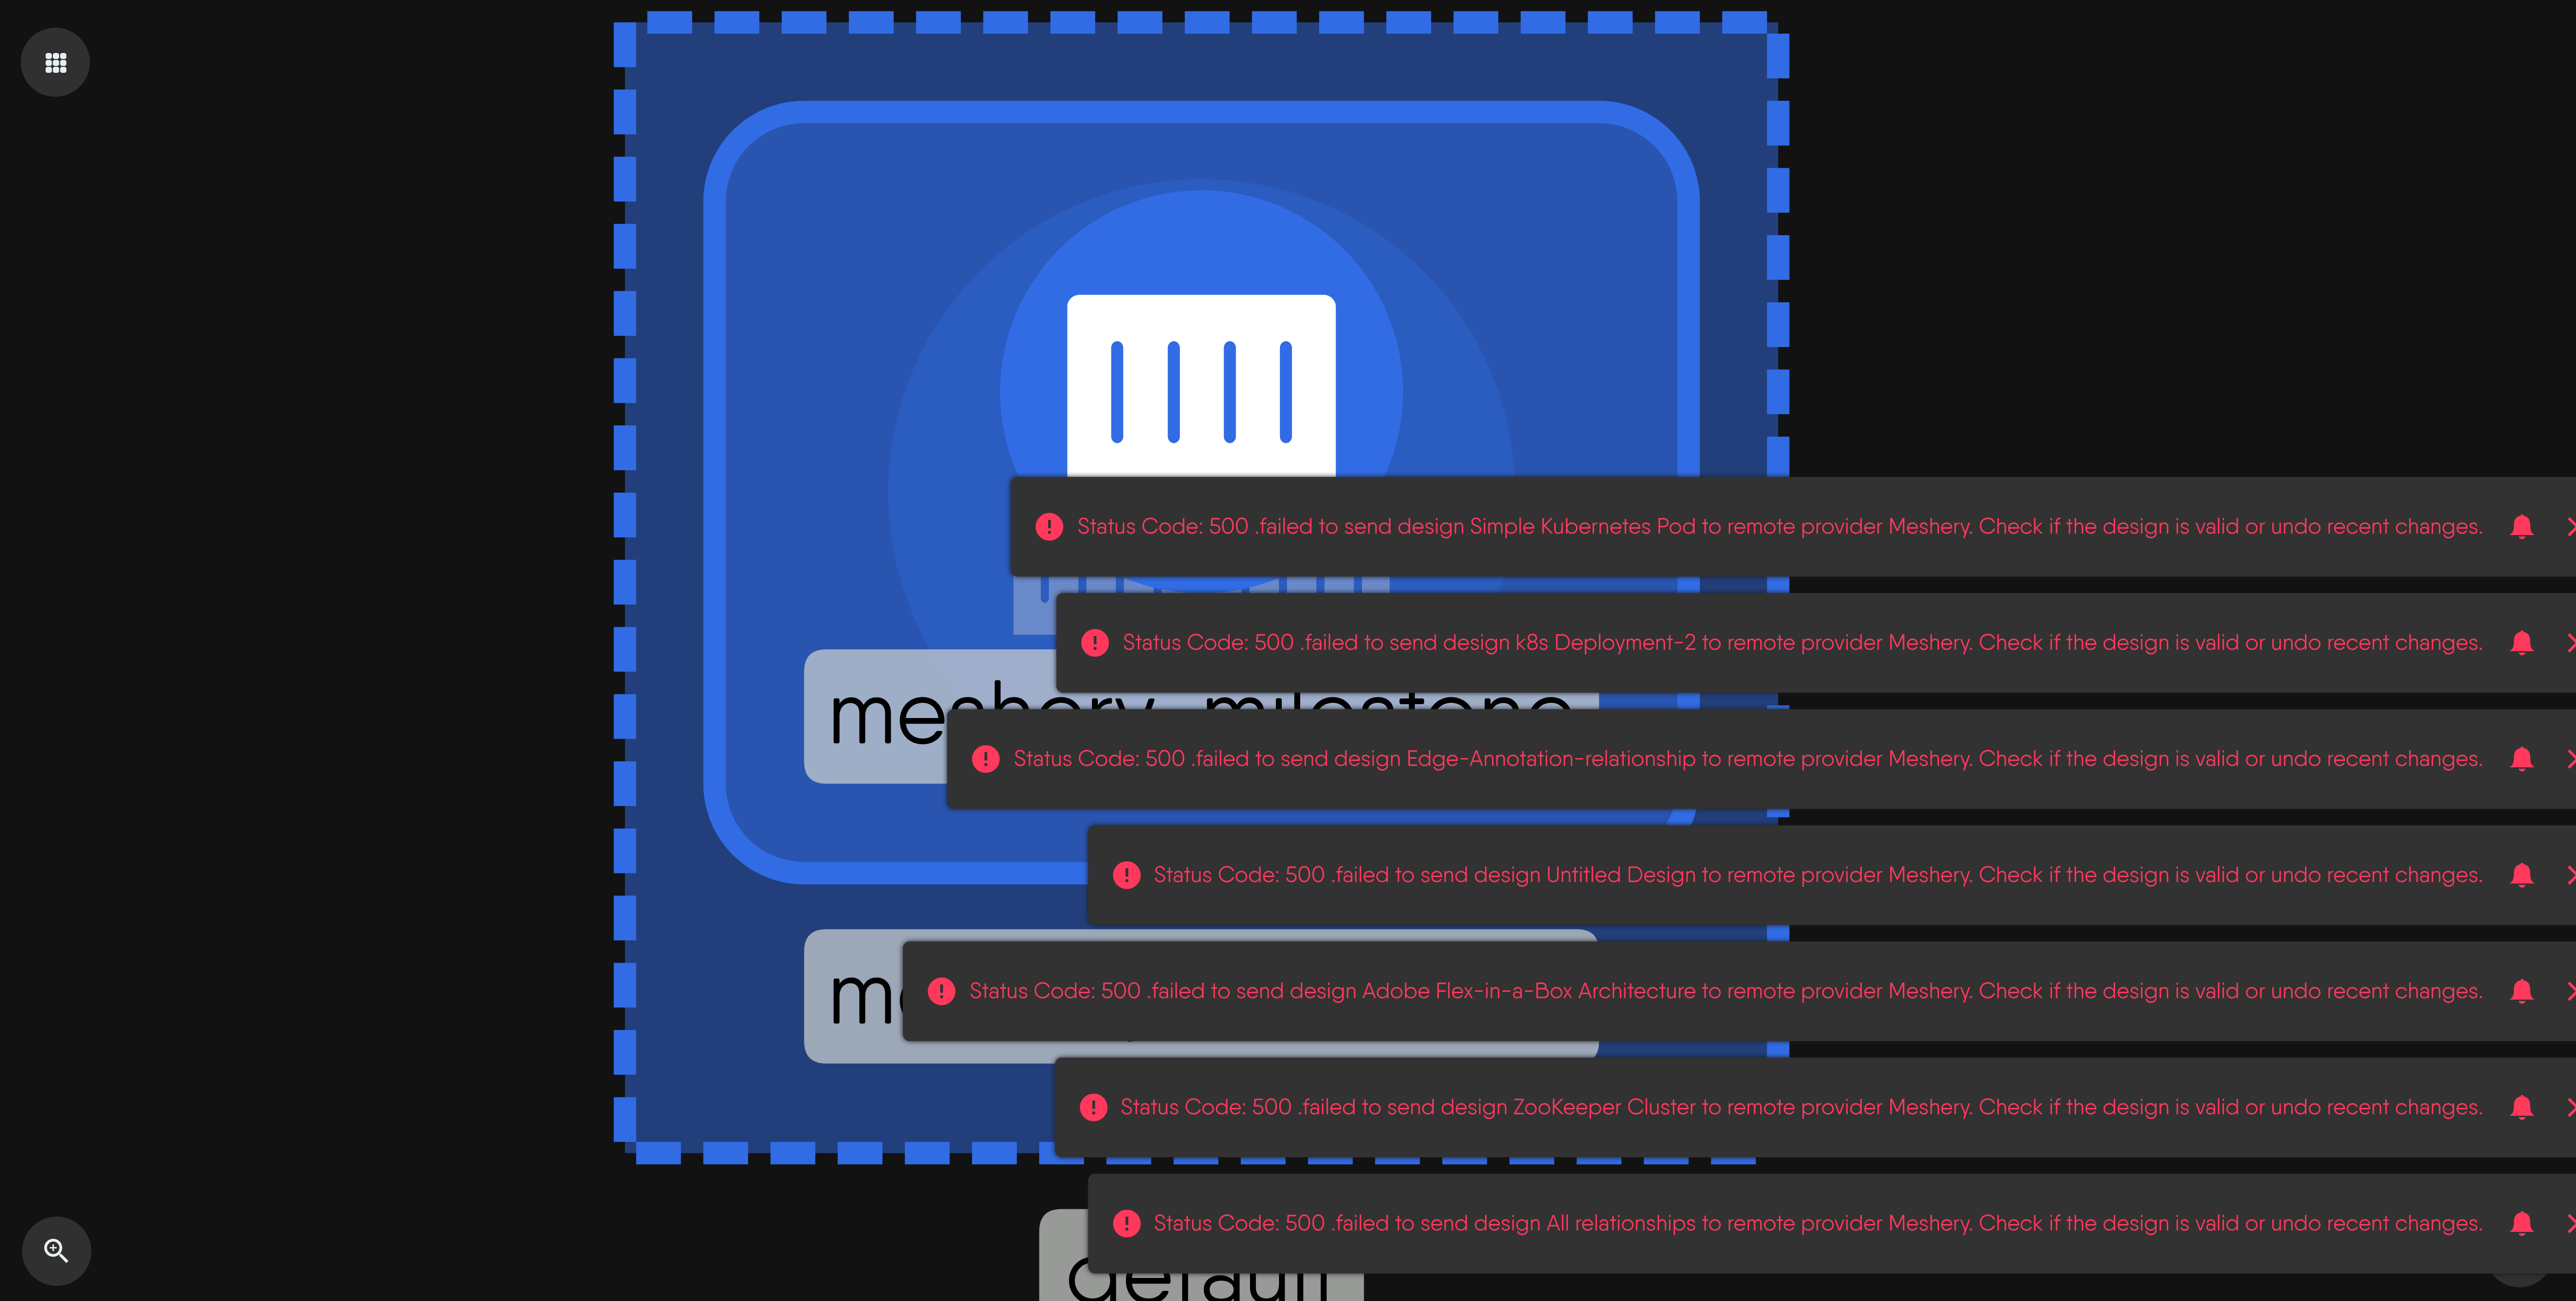 Status Code: 500 .failed to send design Simple Kubernetes Pod to remote provider Meshery. Check if the design is valid or undo recent changes.
Status Code: 500 .failed to send design k8s Deployment-2 to remote provider Meshery. Check if the design is valid or undo recent changes.
meshery-milestone
Status Code: 500 .failed to send design Edge-Annotation-relationship to remote provider Meshery. Check if the design is valid or undo recent changes.
Status Code: 500 .failed to send design Untitled Design to remote provider Meshery. Check if the design is valid or undo recent changes.
Status Code: 500 .failed to send design Adobe Flex-in-a-Box Architecture to remote provider Meshery. Check if the design is valid or undo recent changes.
Status Code: 500 .failed to send design ZooKeeper Cluster to remote provider Meshery. Check if the design is valid or undo recent changes.
Status Code: 500 .failed to send design All relationships to remote provider Meshery. Check if the design is valid or undo recent changes.
default